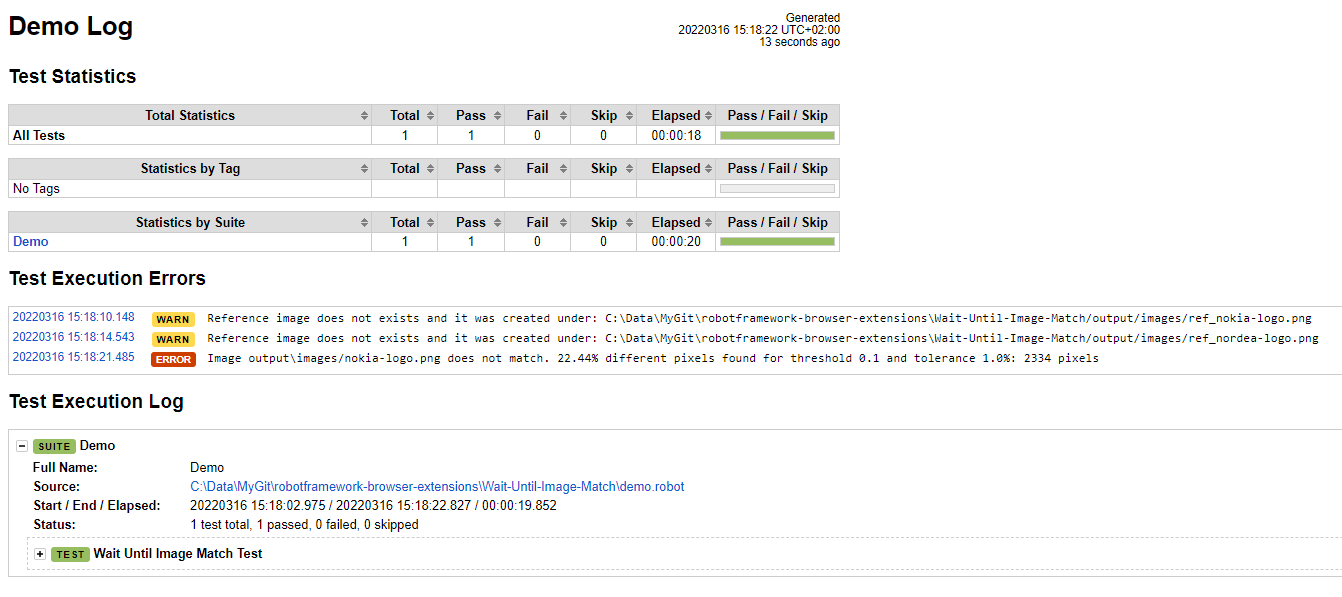 Demo Log
Generated
20220316 15:18:22 UTC+02:00
13 seconds ago
Test Statistics
Total Statistics Total Pass Fail Skip Elapsed Pass / Fail / Skip
All Tests 1 1 0 0 00:00:18
Statistics by Tag Total Pass Fail Skip Elapsed Pass / Fail / Skip
No Tags
Statistics by Suite Total Pass Fail Skip Elapsed Pass / Fail / Skip
Demo 1 1 0 0 00:00:20
Test Execution Errors
20220316 15:18:10.148 WARN Reference image does not exists and it was created under: C:\Data\MyGit\robotframework-browser-extensions\Wait-Until-Image-Match/output/images/ref_nokia-logo.png
20220316 15:18:14.543 WARN Reference image does not exists and it was created under: C:\Data\MyGit\robotframework-browser-extensions\Wait-Until-Image-Match/output/images/ref_nordea-logo.png
20220316 15:18:21.485 ERROR Image output\images/nokia-logo.png does not match. 22.44% different pixels found for threshold 0.1 and tolerance 1.0%: 2334 pixels
Test Execution Log
SUITE Demo
Full Name: Demo
Source: C:\Data\MyGit\robotframework-browser-extensions\Wait-Until-Image-Match\demo.robot
Start / End / Elapsed: 20220316 15:18:02.975 / 20220316 15:18:22.827 / 00:00:19.852
Status: 1 test total, 1 passed, 0 failed, 0 skipped
TEST Wait Until Image Match Test